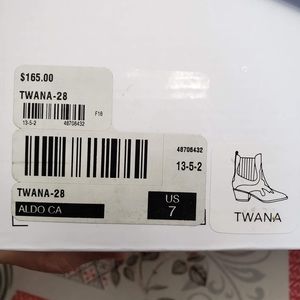 $165.00
TWANA-28
F18
13-5-2 48706432
48706432
13-5-2
TWANA-28
ALDO CA
US
7
TWANA